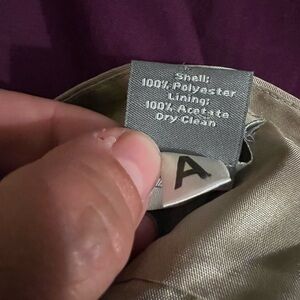 Shell:
100% Polyester
Lining:
100% Acetate
Dry Clean
A